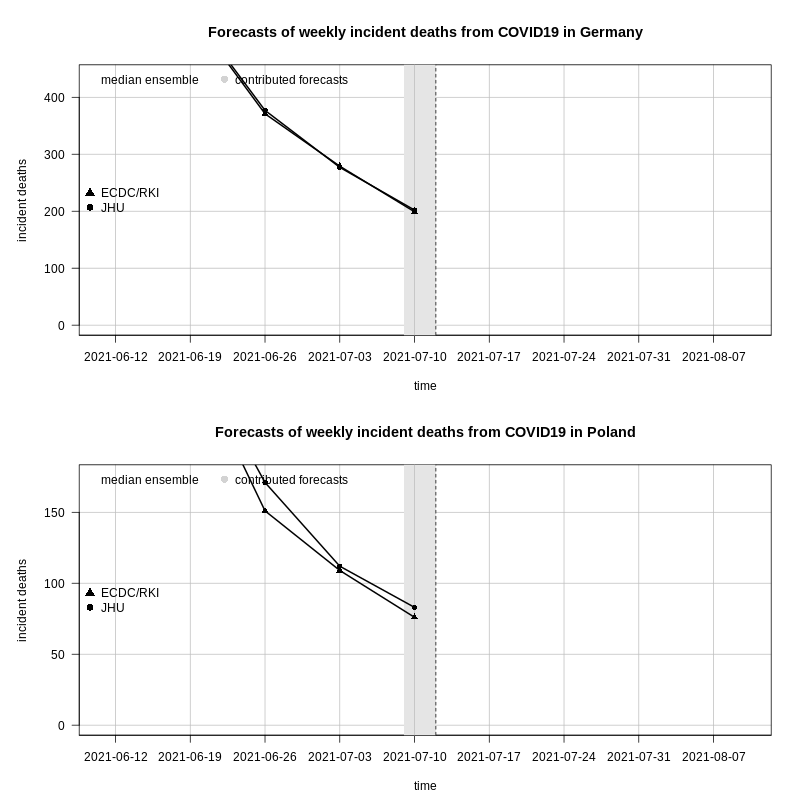 Forecasts of weekly incident deaths from COVID19 in Germany
median ensemble contributed forecasts
400
300
ECDC/RKI
JHU
200
100
0
incident deaths
2021-06-12 2021-06-19 2021-06-26 2021-07-03 2021-07-10 2021-07-17 2021-07-24 2021-07-31 2021-08-07
time
Forecasts of weekly incident deaths from COVID19 in Poland
median ensemble contributed forecasts
150
100
ECDC/RKI
JHU
50
0
incident deaths
2021-06-12 2021-06-19 2021-06-26 2021-07-03 2021-07-10 2021-07-17 2021-07-24 2021-07-31 2021-08-07
time